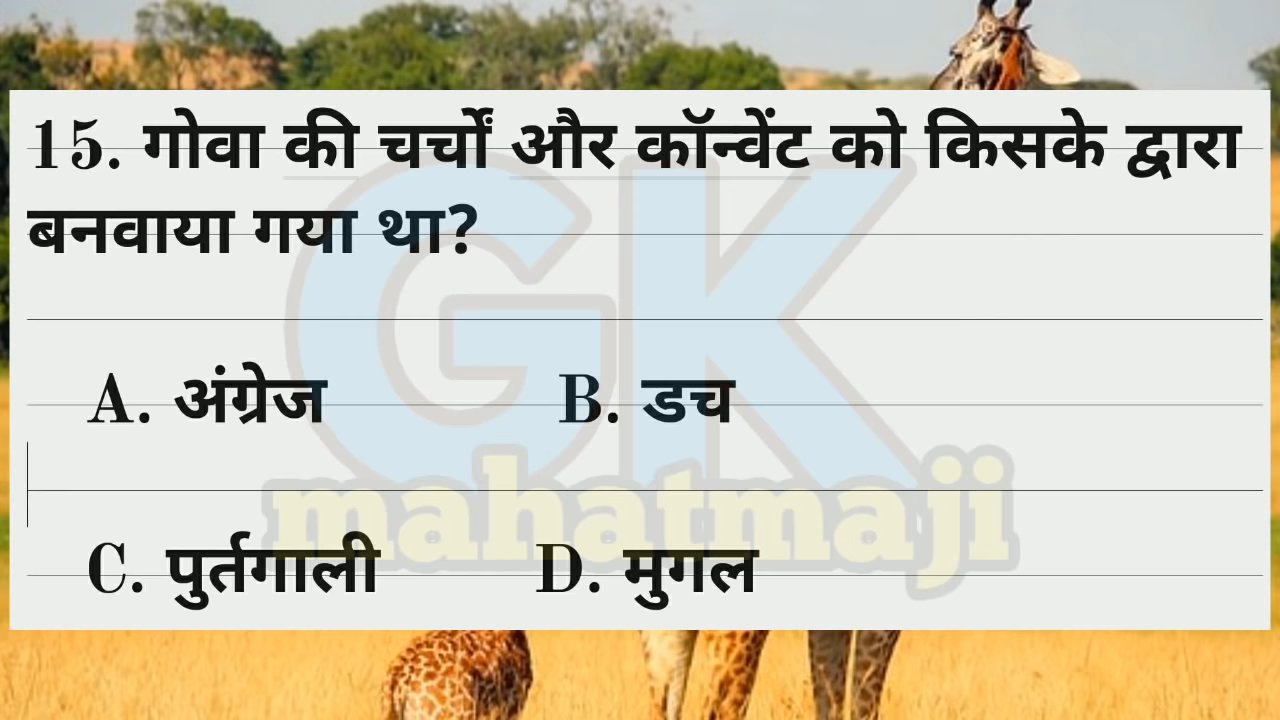 15. गोवा की चर्चों और कॉन्वेंट को किसके द्वारा
बनवाया गया था?
A. अंग्रेज B. डच
C. पुर्तगाली D. मुगल
GK
mahatmaji